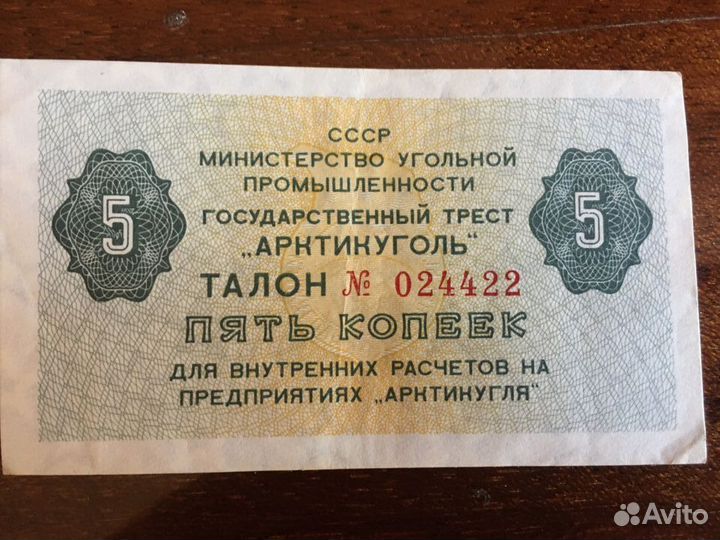 СССР
МИНИСТЕРСТВО УГОЛЬНОЙ
ПРОМЫШЛЕННОСТИ
ГОСУДАРСТВЕННЫЙ ТРЕСТ
„АРКТИКУГОЛЬ“
5
5
ТАЛОН № 024422
ПЯТЬ КОПЕЕК
ДЛЯ ВНУТРЕННИХ РАСЧЕТОВ НА
ПРЕДПРИЯТИЯХ „АРКТИКУГЛЯ“
Avito